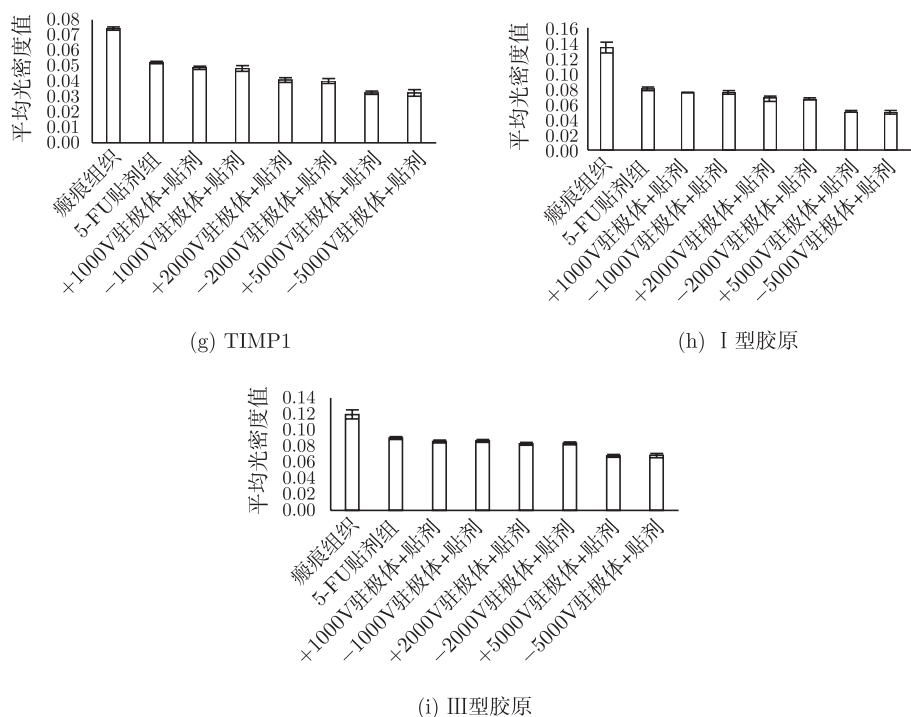 平均光密度值
0.08
0.07
0.06
0.05
0.04
0.03
0.02
0.01
0.00
瘢痕组织
5-FU贴剂组
+1000V驻极体+贴剂
−1000V驻极体+贴剂
+2000V驻极体+贴剂
−2000V驻极体+贴剂
+5000V驻极体+贴剂
−5000V驻极体+贴剂
(g) TIMP1
平均光密度值
0.16
0.14
0.12
0.10
0.08
0.06
0.04
0.02
0.00
瘢痕组织
5-FU贴剂组
+1000V驻极体+贴剂
−1000V驻极体+贴剂
+2000V驻极体+贴剂
−2000V驻极体+贴剂
+5000V驻极体+贴剂
−5000V驻极体+贴剂
(h) Ⅰ型胶原
平均光密度值
0.14
0.12
0.10
0.08
0.06
0.04
0.02
0.00
瘢痕组织
5-FU贴剂组
+1000V驻极体+贴剂
−1000V驻极体+贴剂
+2000V驻极体+贴剂
−2000V驻极体+贴剂
+5000V驻极体+贴剂
−5000V驻极体+贴剂
(i) Ⅲ型胶原